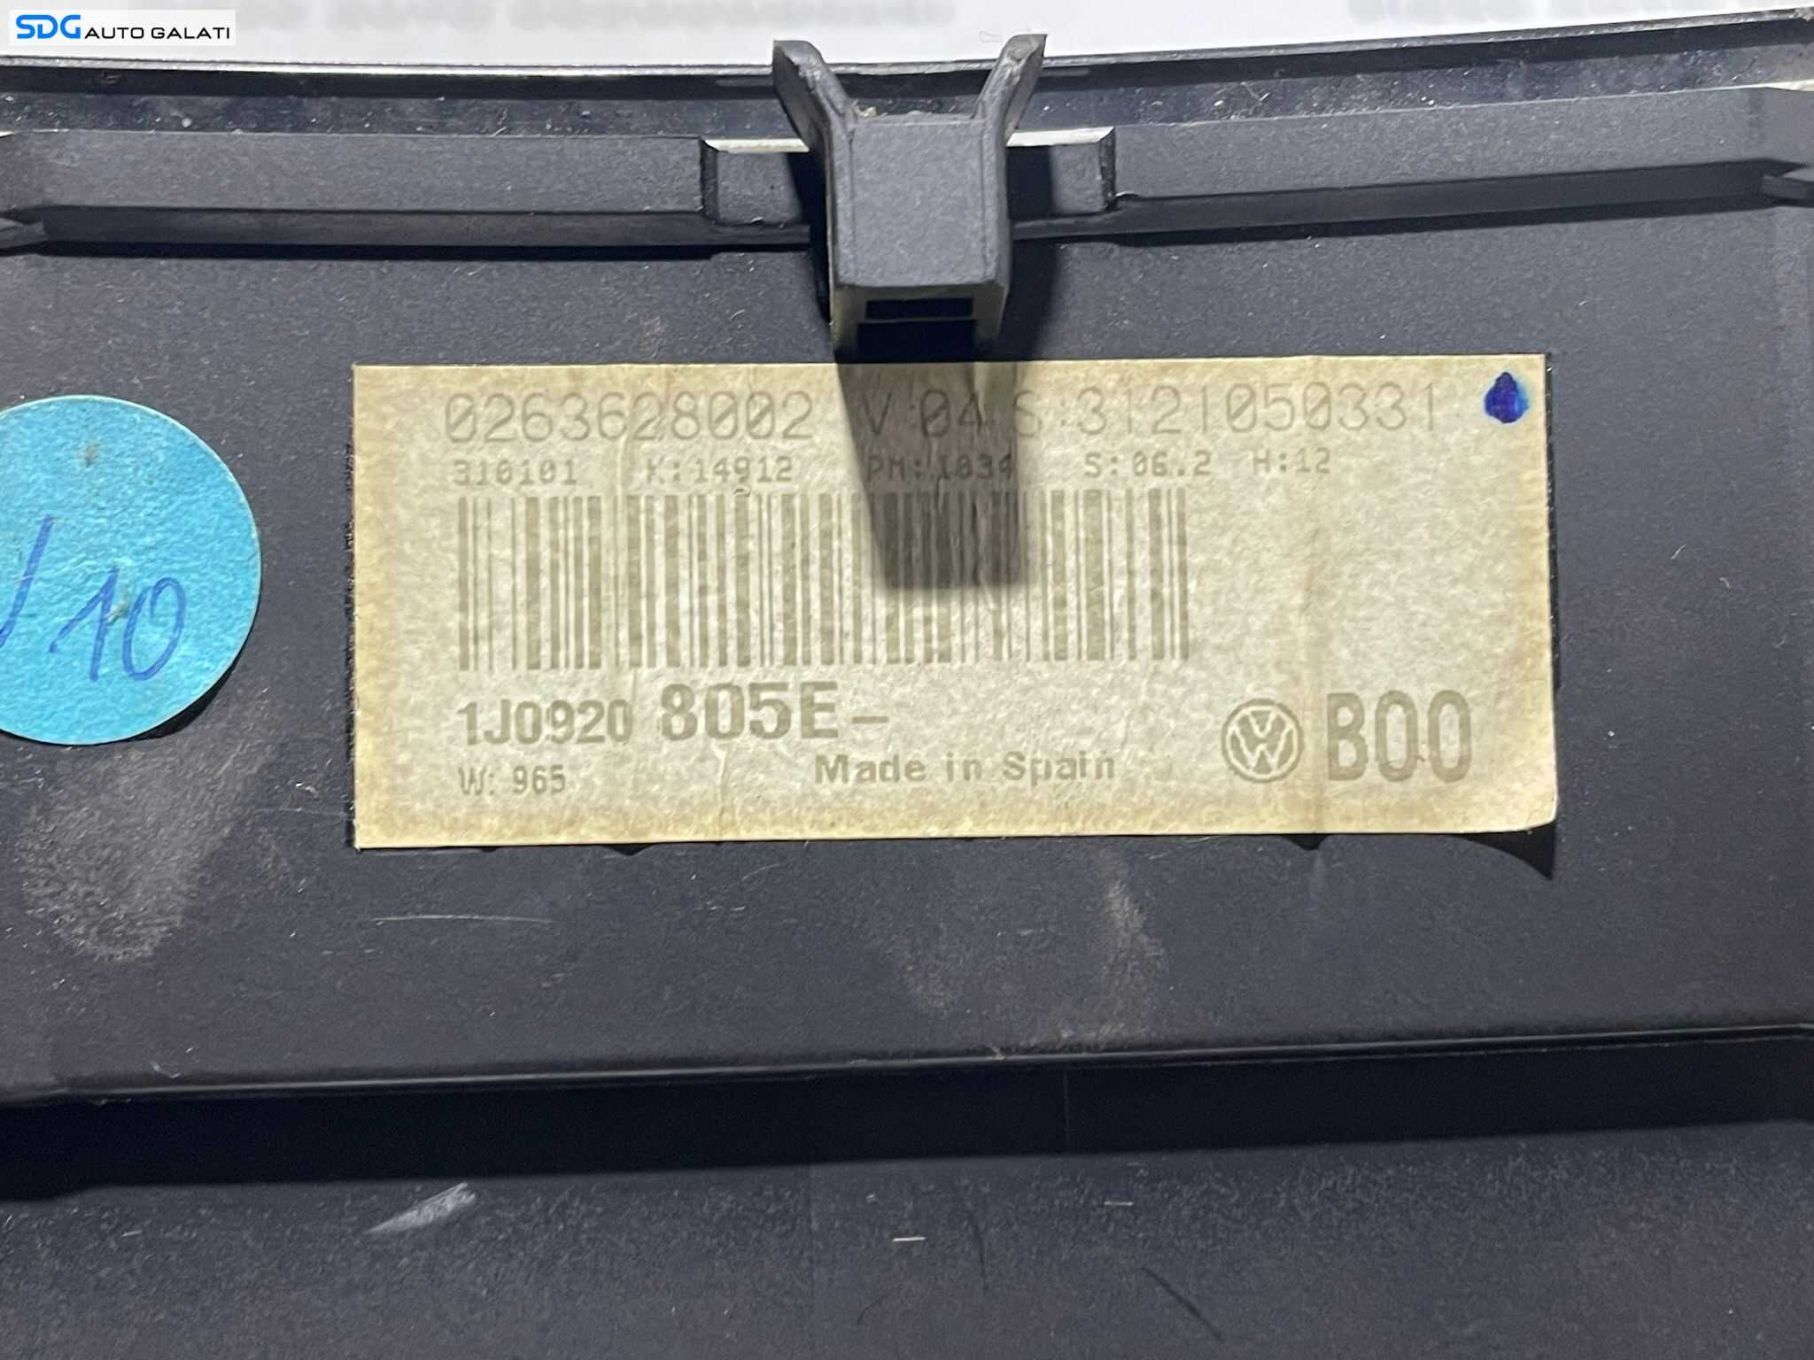 SDG AUTO GALATI
0263628002 V:04 S:3121050331
310101 K:14912 PM:1034 S:06.2 H:12
1J0920 805E-
W: 965
Made in Spain
B00
10